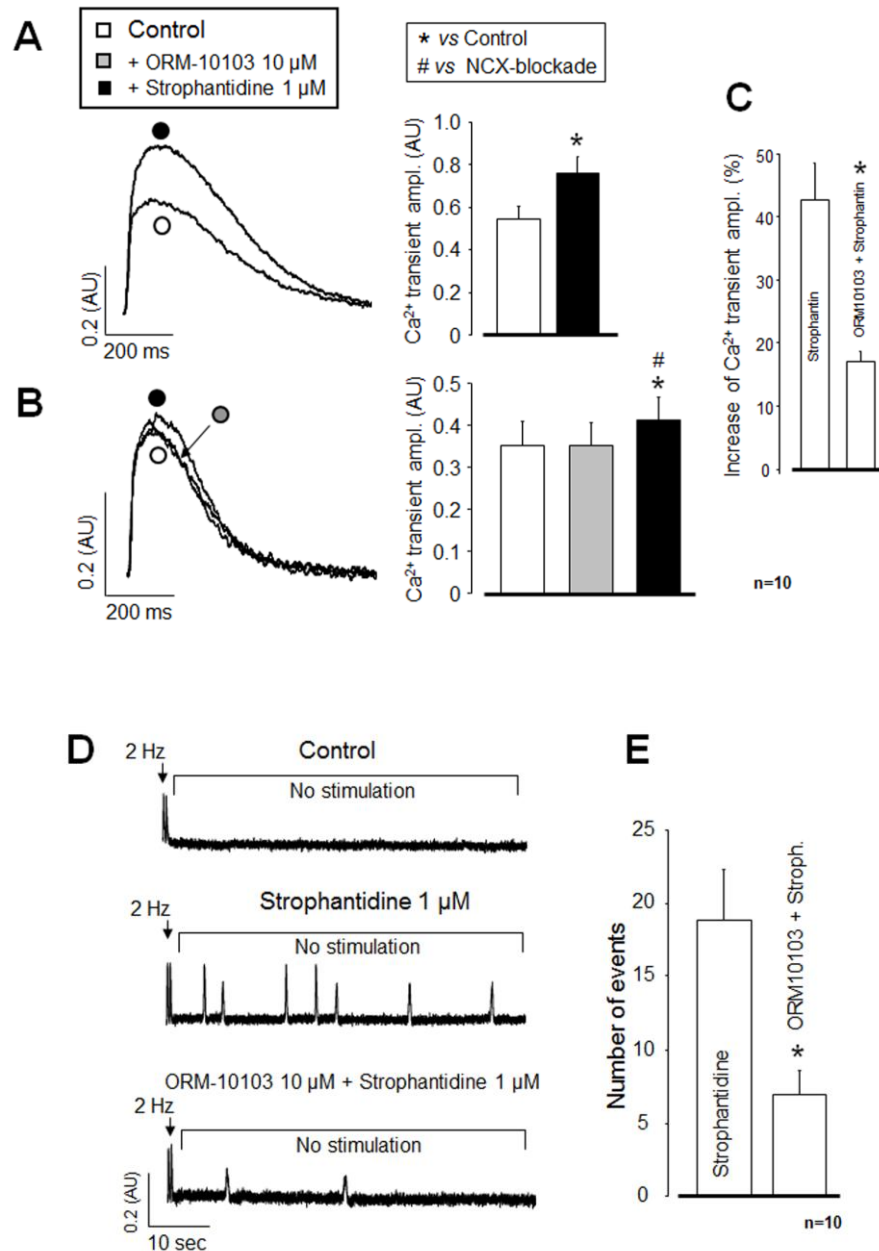 A
Control
+ ORM-10103 10 µM
+ Strophantidine 1 µM
* vs Control
# vs NCX-blockade
0.2 (AU)
200 ms
Ca²⁺ transient ampl. (AU)
1.0
0.8
0.6
0.4
0.2
0
*
C
Increase of Ca²⁺ transient ampl. (%)
50
40
30
20
10
0
Strophantin
ORM10103 + Strophantin
*
n=10
B
0.2 (AU)
200 ms
Ca²⁺ transient ampl. (AU)
0.5
0.4
0.3
0.2
0.1
0
#
*
D
Control
2 Hz
No stimulation
Strophantidine 1 µM
2 Hz
No stimulation
ORM-10103 10 µM + Strophantidine 1 µM
2 Hz
No stimulation
0.2 (AU)
10 sec
E
Number of events
25
20
15
10
5
0
Strophantidine
* ORM10103 + Stroph.
n=10